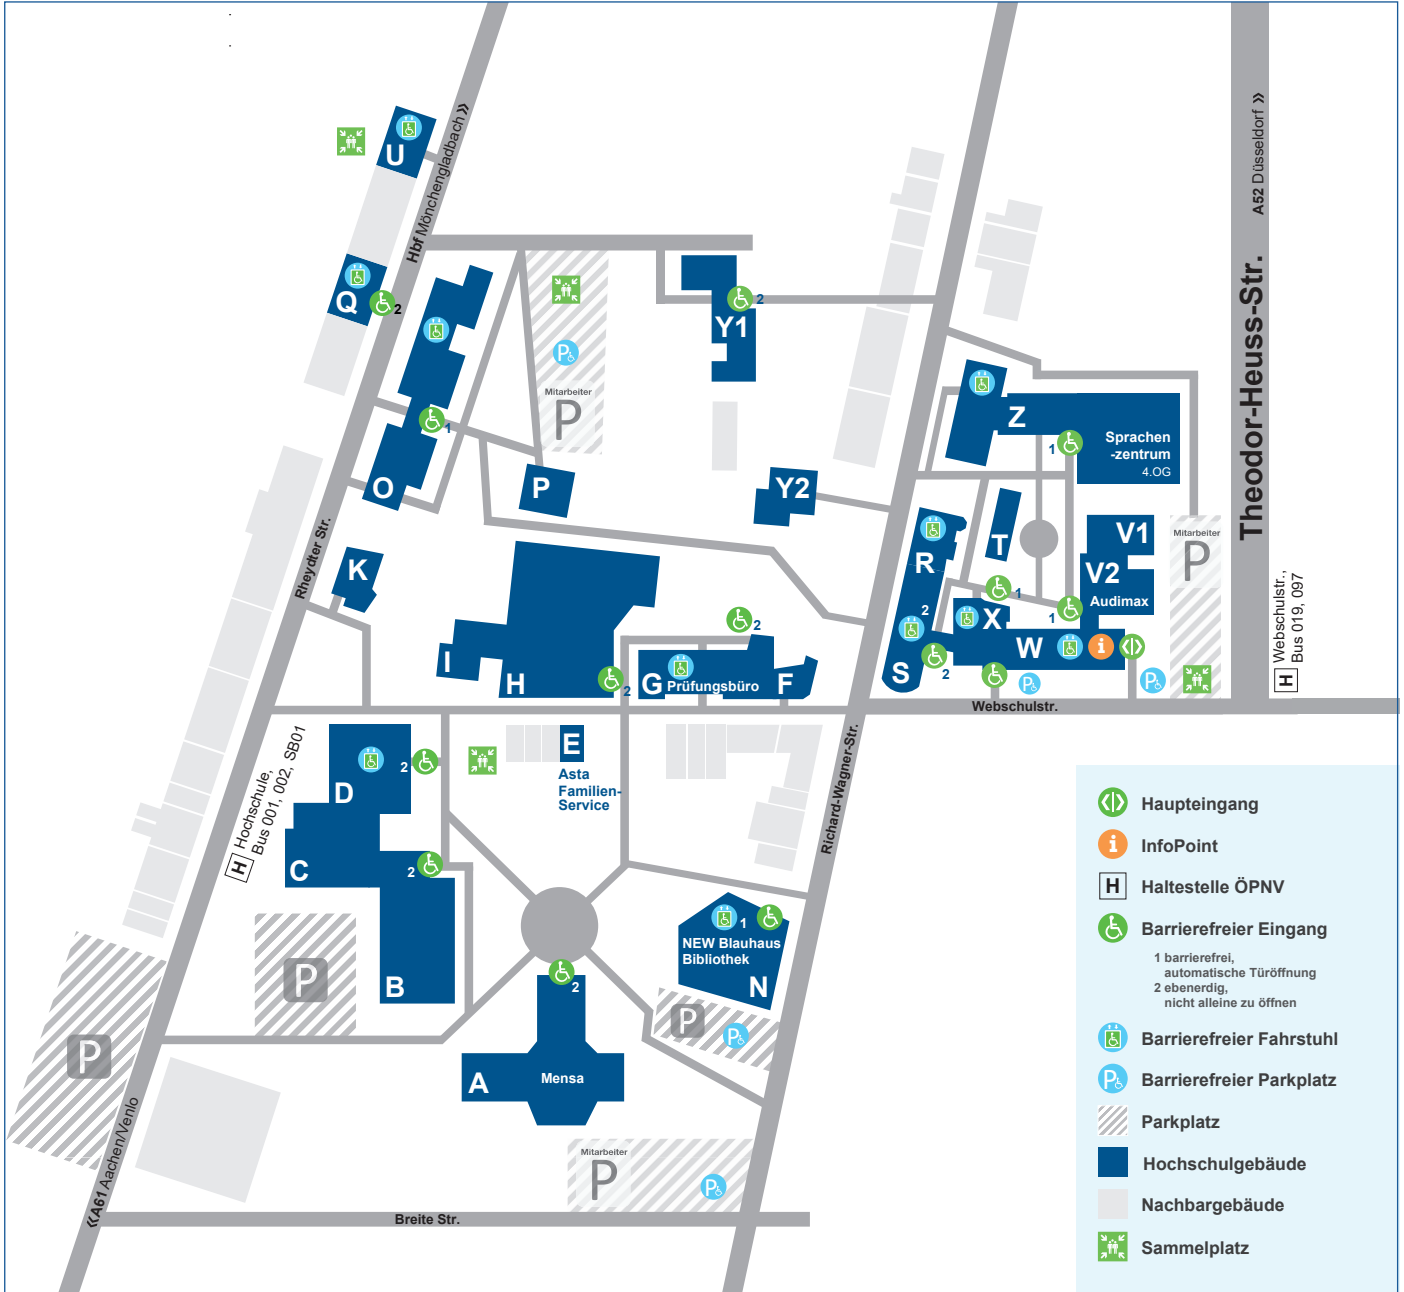 U
Hbf Mönchengladbach »
A52 Düsseldorf »
Theodor-Heuss-Str.
Q
2
2
Y1
P
Mitarbeiter
P
1
O
P
Y2
Z
Sprachen
-zentrum
4.OG
1
Rheydter Str.
K
I
H
2
2
G
Prüfungsbüro
F
R
T
V1
V2
Audimax
Mitarbeiter
P
1
1
X
2
W
i
S
2
P
P
Webschulstr.
H Webschulstr.,
Bus 019, 097
H Hochschule,
Bus 001, 002, SB01
D
2
E
Asta
Familien-
Service
Richard-Wagner-Str.
C
2
B
P
P
1
NEW Blauhaus
Bibliothek
N
2
P
P
A
Mensa
Mitarbeiter
P
P
«A61 Aachen/Venlo
Breite Str.
Haupteingang
i InfoPoint
H Haltestelle ÖPNV
Barrierefreier Eingang
1 barrierefrei,
automatische Türöffnung
2 ebenerdig,
nicht alleine zu öffnen
Barrierefreier Fahrstuhl
P Barrierefreier Parkplatz
Parkplatz
Hochschulgebäude
Nachbargebäude
Sammelplatz